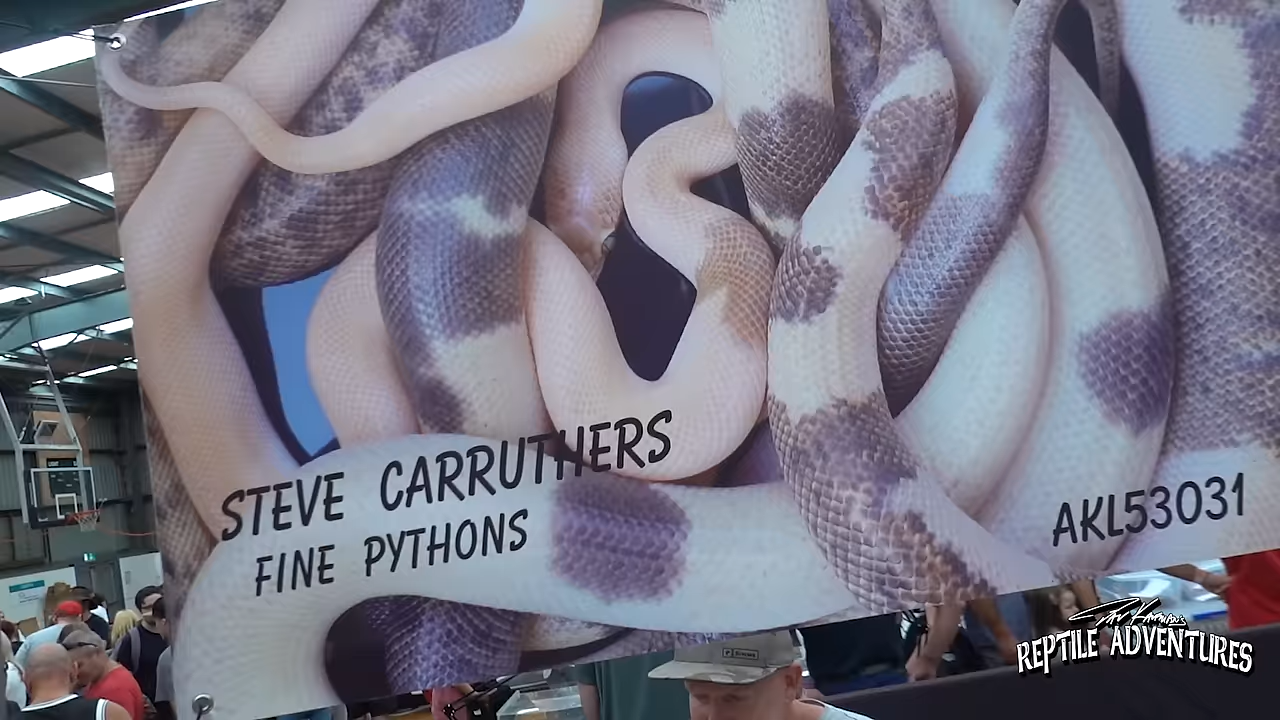 STEVE CARRUTHERS
FINE PYTHONS
AKL53031
REPTILE ADVENTURES